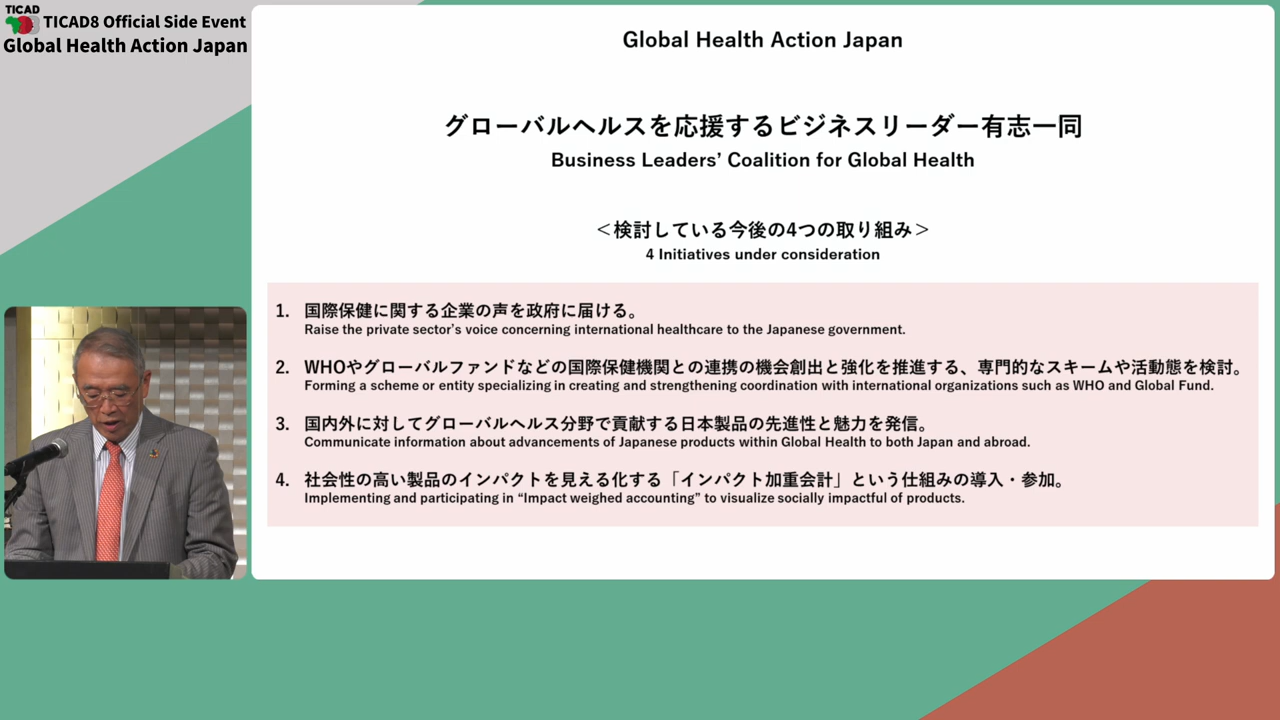 TICAD
TICAD8 Official Side Event
Global Health Action Japan
Global Health Action Japan
グローバルヘルスを応援するビジネスリーダー有志一同
Business Leaders’ Coalition for Global Health
＜検討している今後の4つの取り組み＞
4 Initiatives under consideration
1. 国際保健に関する企業の声を政府に届ける。
Raise the private sector’s voice concerning international healthcare to the Japanese government.
2. WHOやグローバルファンドなどの国際保健機関との連携の機会創出と強化を推進する、専門的なスキームや活動態を検討。
Forming a scheme or entity specializing in creating and strengthening coordination with international organizations such as WHO and Global Fund.
3. 国内外に対してグローバルヘルス分野で貢献する日本製品の先進性と魅力を発信。
Communicate information about advancements of Japanese products within Global Health to both Japan and abroad.
4. 社会性の高い製品のインパクトを見える化する「インパクト加重会計」という仕組みの導入・参加。
Implementing and participating in “Impact weighed accounting” to visualize socially impactful of products.